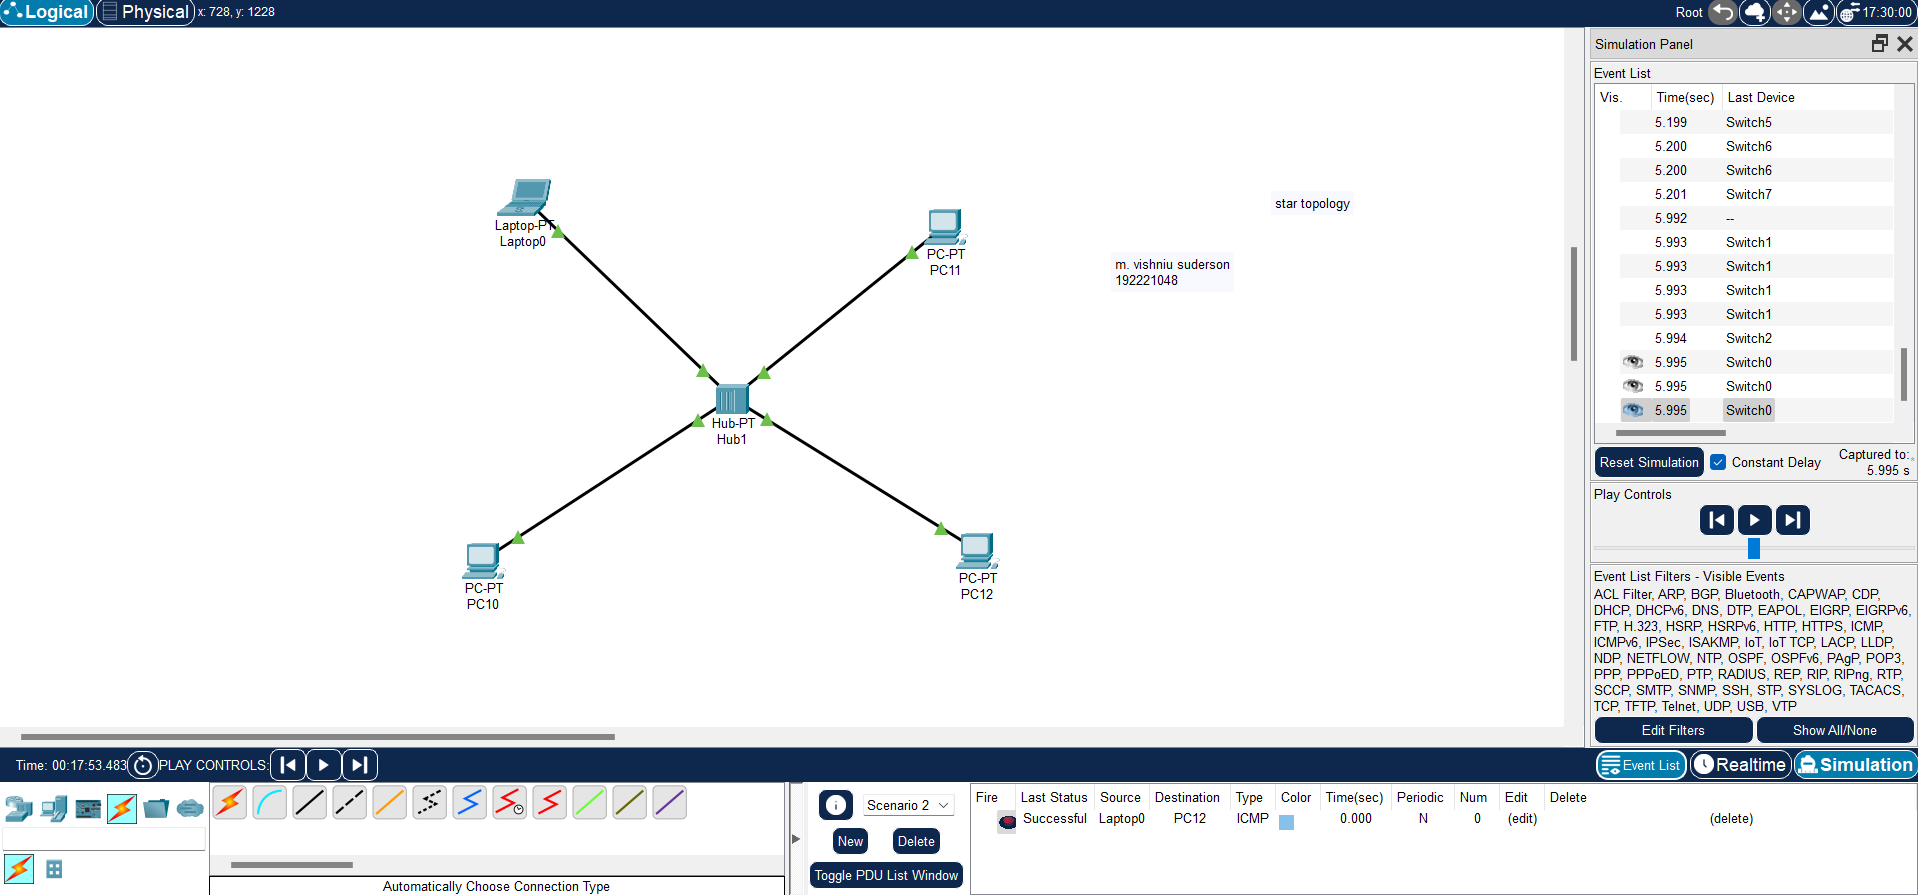 Logical
Physical
x: 728, y: 1228
Root
17:30:00
Simulation Panel
Event List
Vis. Time(sec) Last Device
5.199 Switch5
5.200 Switch6
5.200 Switch6
5.201 Switch7
5.992 --
5.993 Switch1
5.993 Switch1
5.993 Switch1
5.993 Switch1
5.994 Switch2
5.995 Switch0
5.995 Switch0
5.995 Switch0
Reset Simulation
Constant Delay
Captured to:
5.995 s
Play Controls
Event List Filters - Visible Events
ACL Filter, ARP, BGP, Bluetooth, CAPWAP, CDP,
DHCP, DHCPv6, DNS, DTP, EAPOL, EIGRP, EIGRPv6,
FTP, H.323, HSRP, HSRPv6, HTTP, HTTPS, ICMP,
ICMPv6, IPSec, ISAKMP, IoT, IoT TCP, LACP, LLDP,
NDP, NETFLOW, NTP, OSPF, OSPFv6, PAgP, POP3,
PPP, PPPoED, PTP, RADIUS, REP, RIP, RIPng, RTP,
SCCP, SMTP, SNMP, SSH, STP, SYSLOG, TACACS,
TCP, TFTP, Telnet, UDP, USB, VTP
Edit Filters
Show All/None
Laptop-PT
Laptop0
PC-PT
PC11
star topology
m. vishniu suderson
192221048
Hub-PT
Hub1
PC-PT
PC10
PC-PT
PC12
Time: 00:17:53.483
PLAY CONTROLS:
Event List
Realtime
Simulation
Automatically Choose Connection Type
Scenario 2
New
Delete
Toggle PDU List Window
Fire Last Status Source Destination Type Color Time(sec) Periodic Num Edit Delete
Successful Laptop0 PC12 ICMP 0.000 N 0 (edit) (delete)